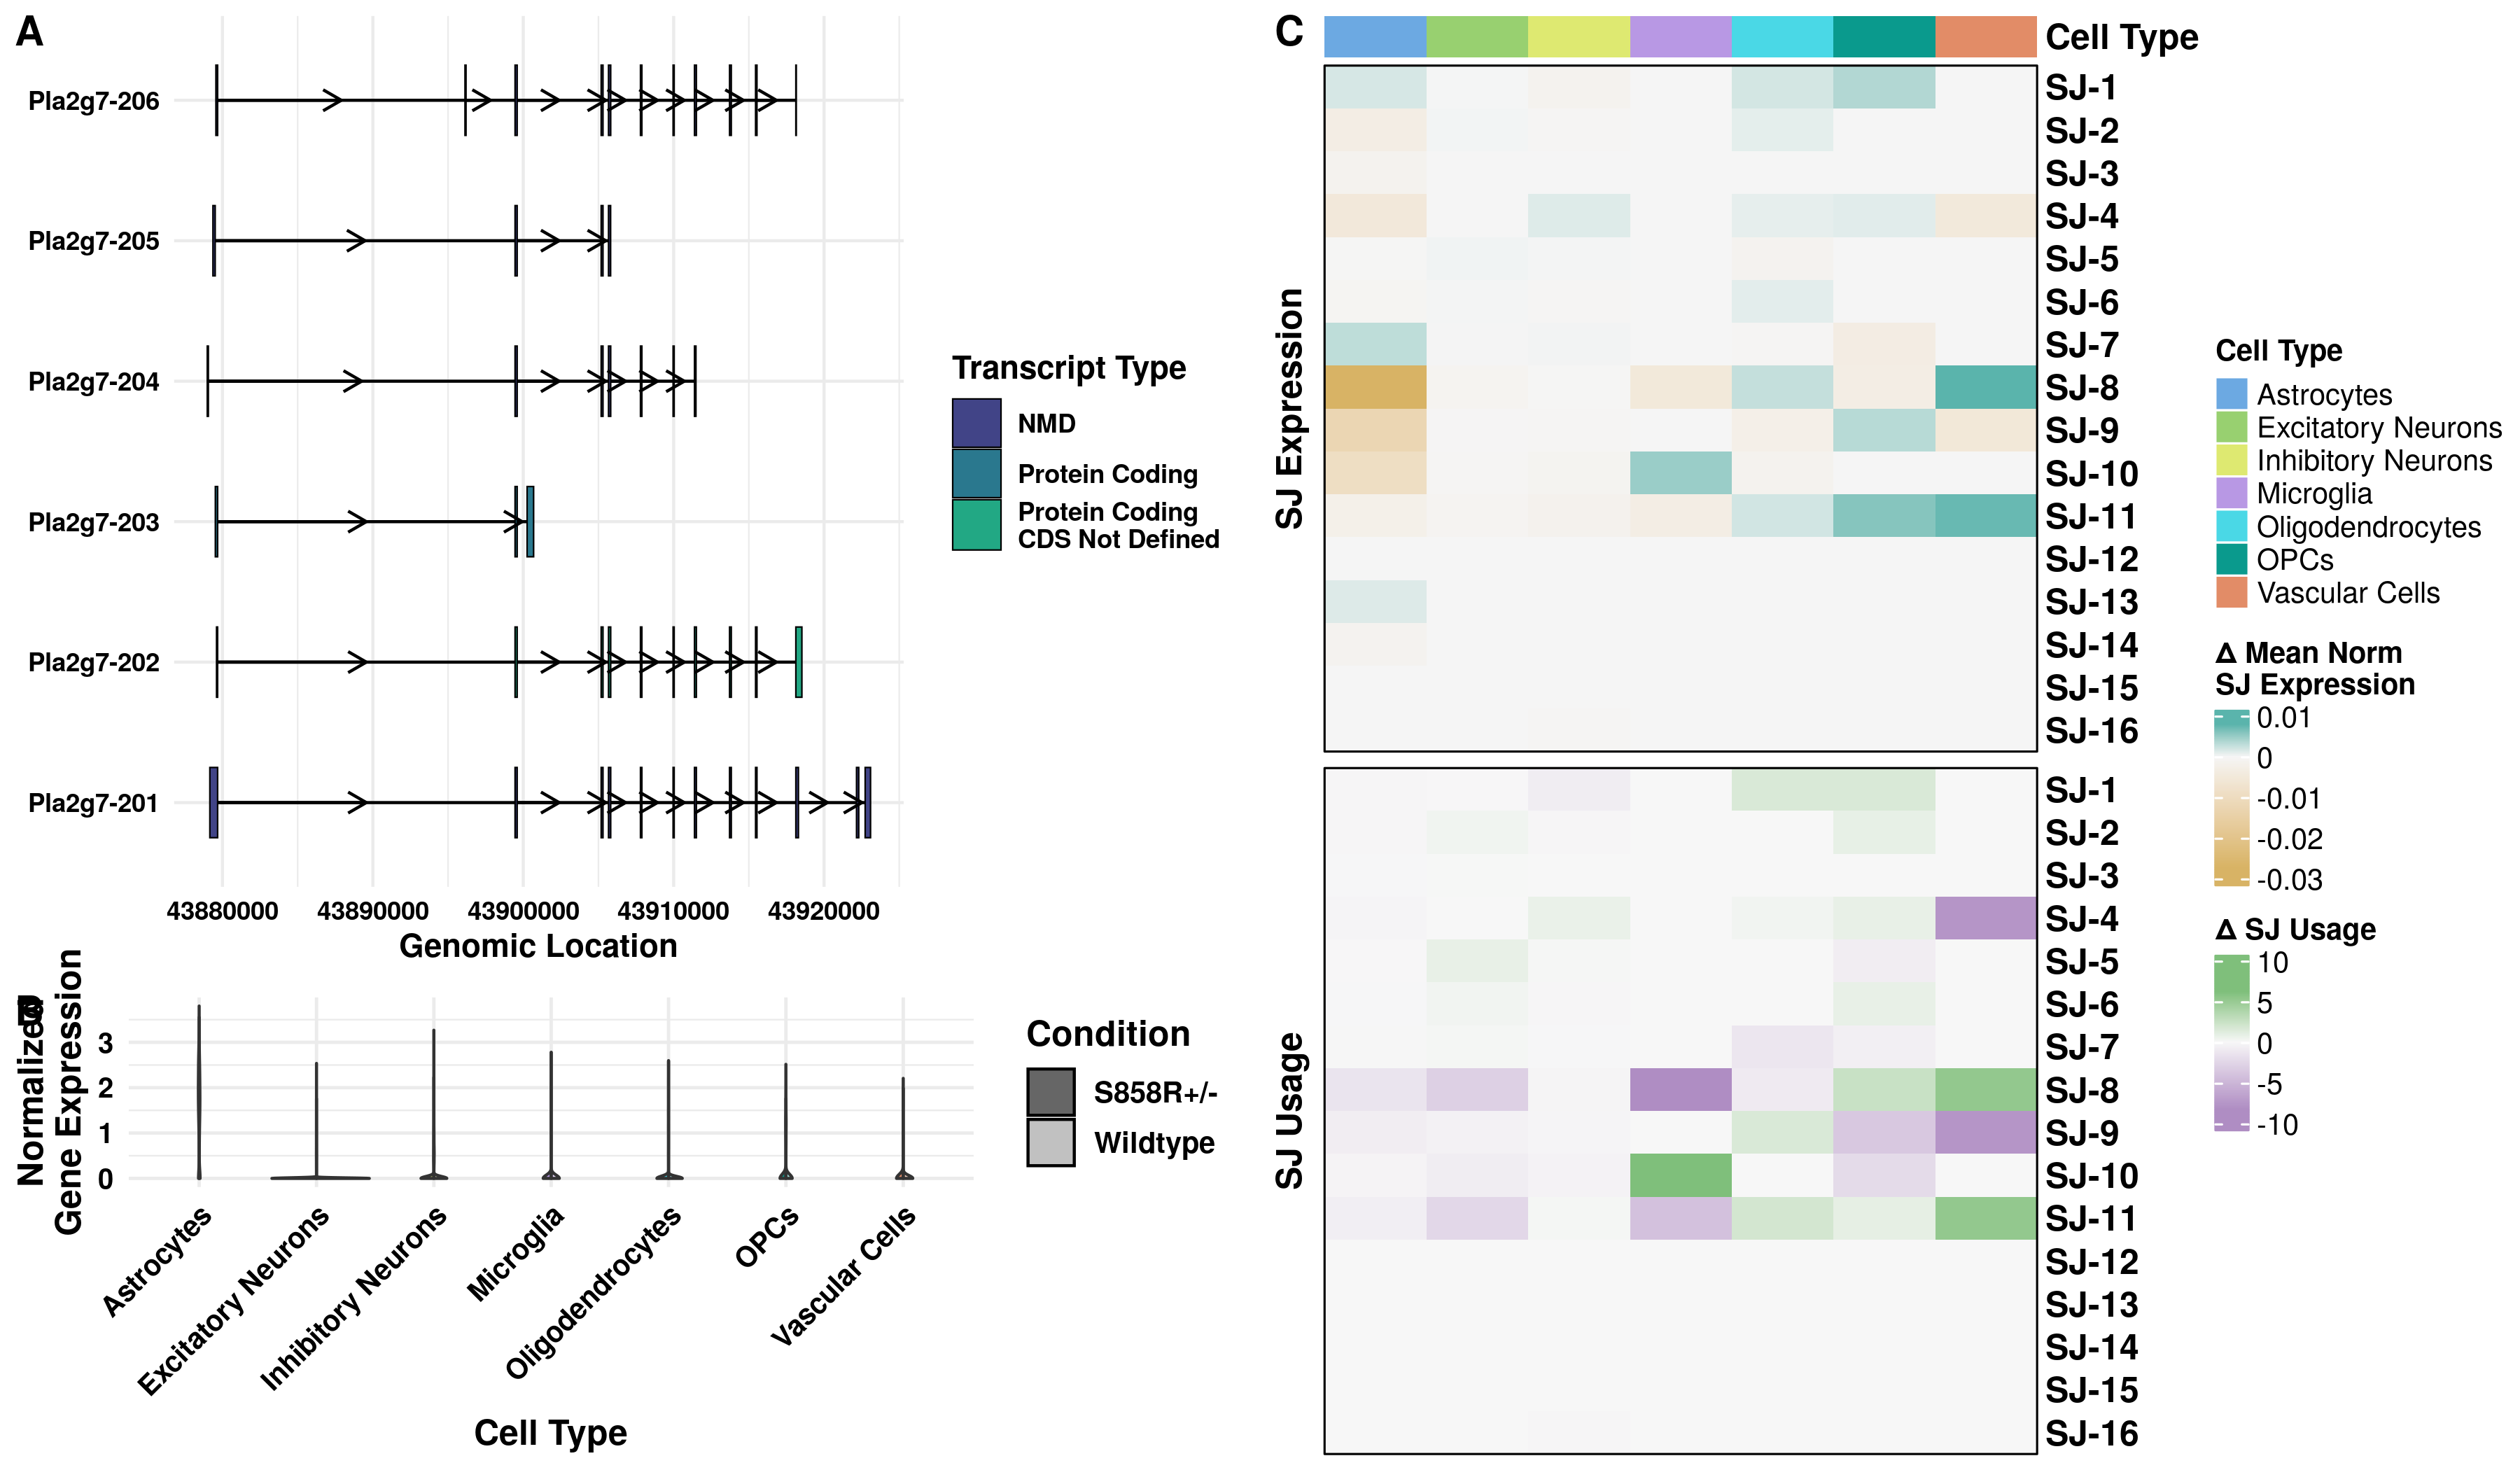 A
Pla2g7-206
Pla2g7-205
Pla2g7-204
Pla2g7-203
Pla2g7-202
Pla2g7-201
43880000 43890000 43900000 43910000 43920000
Genomic Location
Transcript Type
NMD
Protein Coding
Protein Coding
CDS Not Defined
Normalized
Gene Expression
3
2
1
0
Astrocytes
Excitatory Neurons
Inhibitory Neurons
Microglia
Oligodendrocytes
OPCs
Vascular Cells
Cell Type
Condition
S858R+/-
Wildtype
C
Cell Type
SJ Expression
SJ-1
SJ-2
SJ-3
SJ-4
SJ-5
SJ-6
SJ-7
SJ-8
SJ-9
SJ-10
SJ-11
SJ-12
SJ-13
SJ-14
SJ-15
SJ-16
SJ Usage
SJ-1
SJ-2
SJ-3
SJ-4
SJ-5
SJ-6
SJ-7
SJ-8
SJ-9
SJ-10
SJ-11
SJ-12
SJ-13
SJ-14
SJ-15
SJ-16
Cell Type
Astrocytes
Excitatory Neurons
Inhibitory Neurons
Microglia
Oligodendrocytes
OPCs
Vascular Cells
Δ Mean Norm
SJ Expression
0.01
0
-0.01
-0.02
-0.03
Δ SJ Usage
10
5
0
-5
-10